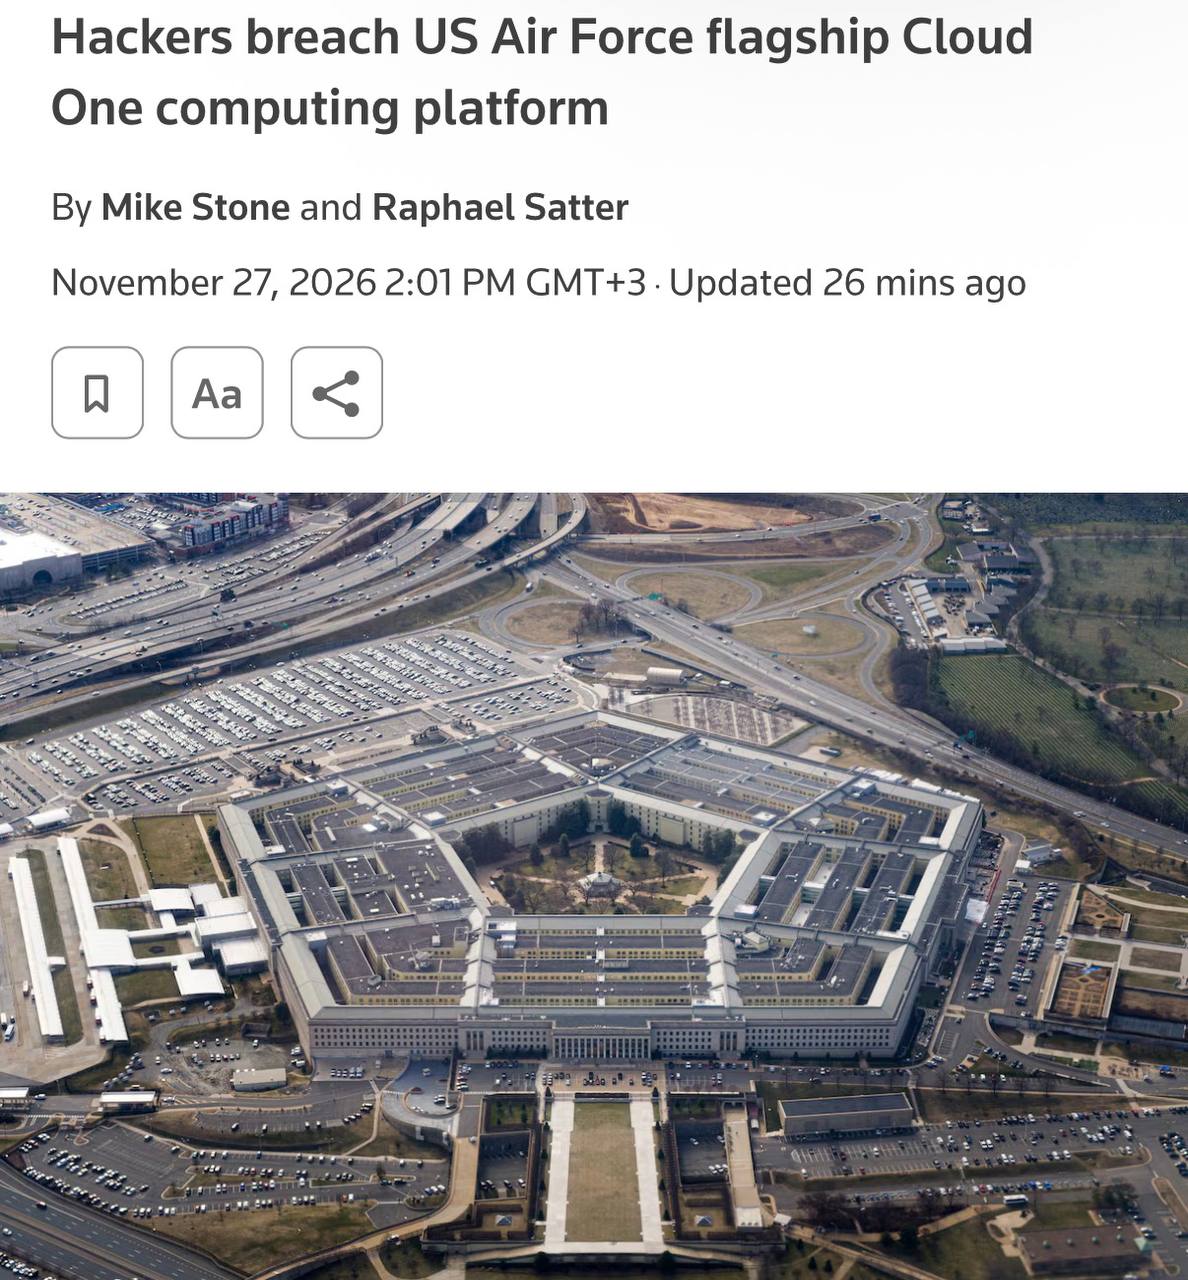 Hackers breach US Air Force flagship Cloud
One computing platform
By Mike Stone and Raphael Satter
November 27, 2026 2:01 PM GMT+3 · Updated 26 mins ago
Aa